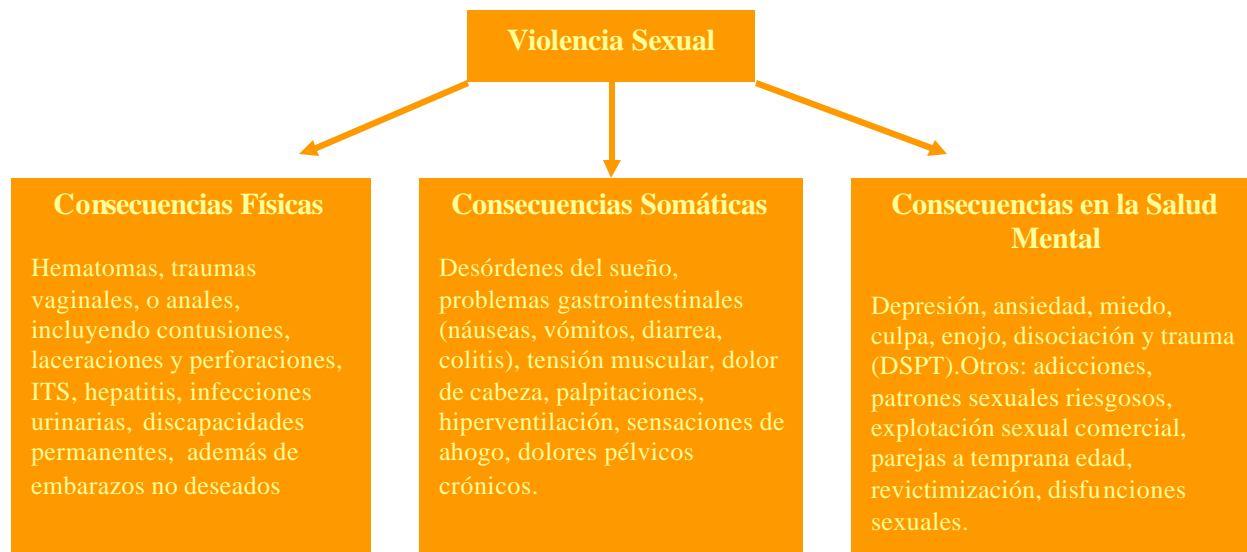 Violencia Sexual
Consecuencias Físicas
Hematomas, traumas
vaginales, o anales,
incluyendo contusiones,
laceraciones y perforaciones,
ITS, hepatitis, infecciones
urinarias, discapacidades
permanentes, además de
embarazos no deseados
Consecuencias Somáticas
Desórdenes del sueño,
problemas gastrointestinales
(náuseas, vómitos, diarrea,
colitis), tensión muscular, dolor
de cabeza, palpitaciones,
hiperventilación, sensaciones de
ahogo, dolores pélvicos
crónicos.
Consecuencias en la Salud
Mental
Depresión, ansiedad, miedo,
culpa, enojo, disociación y trauma
(DSPT).Otros: adicciones,
patrones sexuales riesgosos,
explotación sexual comercial,
parejas a temprana edad,
revictimización, disfunciones
sexuales.